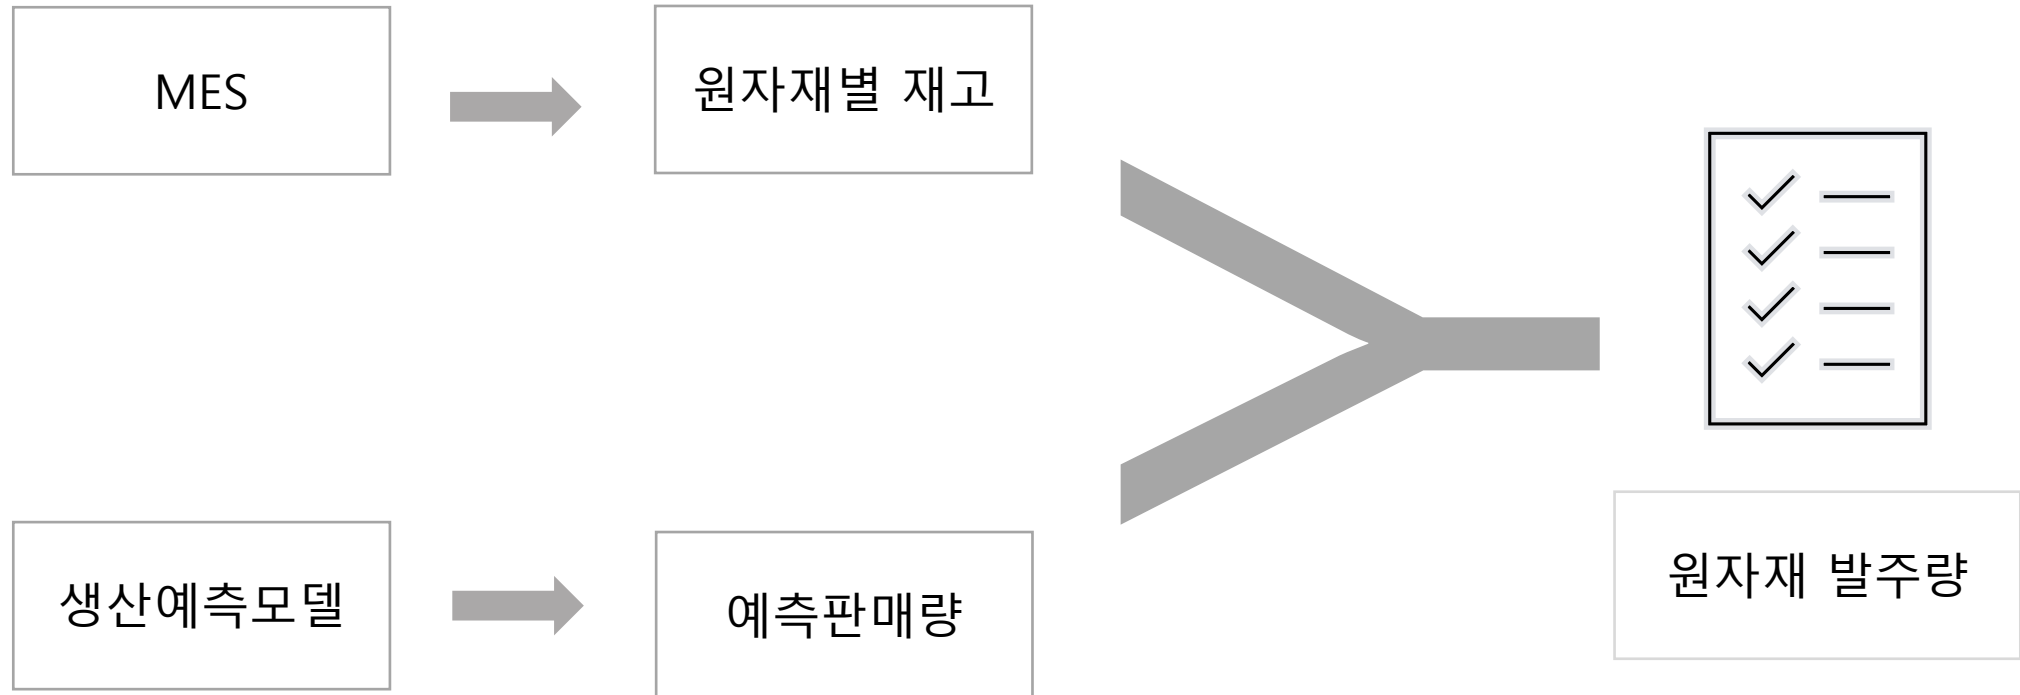 MES
원자재별 재고
생산예측모델
예측판매량
원자재 발주량